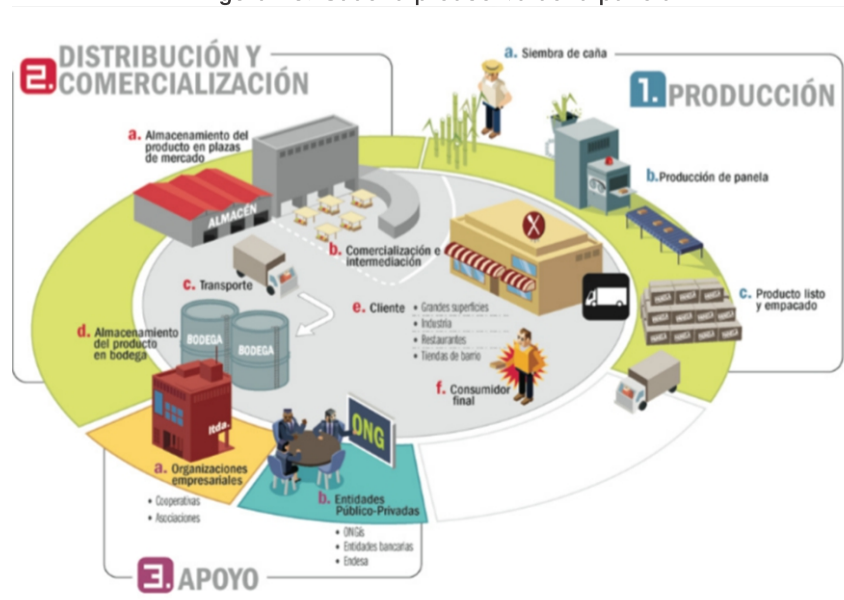 2. DISTRIBUCIÓN Y
COMERCIALIZACIÓN
a. Almacenamiento del
producto en plazas
de mercado
ALMACÉN
b. Comercialización e
intermediación
c. Transporte
d. Almacenamiento
del producto
en bodega
BODEGA
BODEGA
e. Cliente
• Grandes superficies
• Industria
• Restaurantes
• Tiendas de barrio
f. Consumidor
final
1. PRODUCCIÓN
a. Siembra de caña
b. Producción de panela
c. Producto listo
y empacado
3. APOYO
ltda.
a. Organizaciones
empresariales
• Cooperativas
• Asociaciones
ONG
b. Entidades
Público-Privadas
• ONGs
• Entidades bancarias
• Endesa